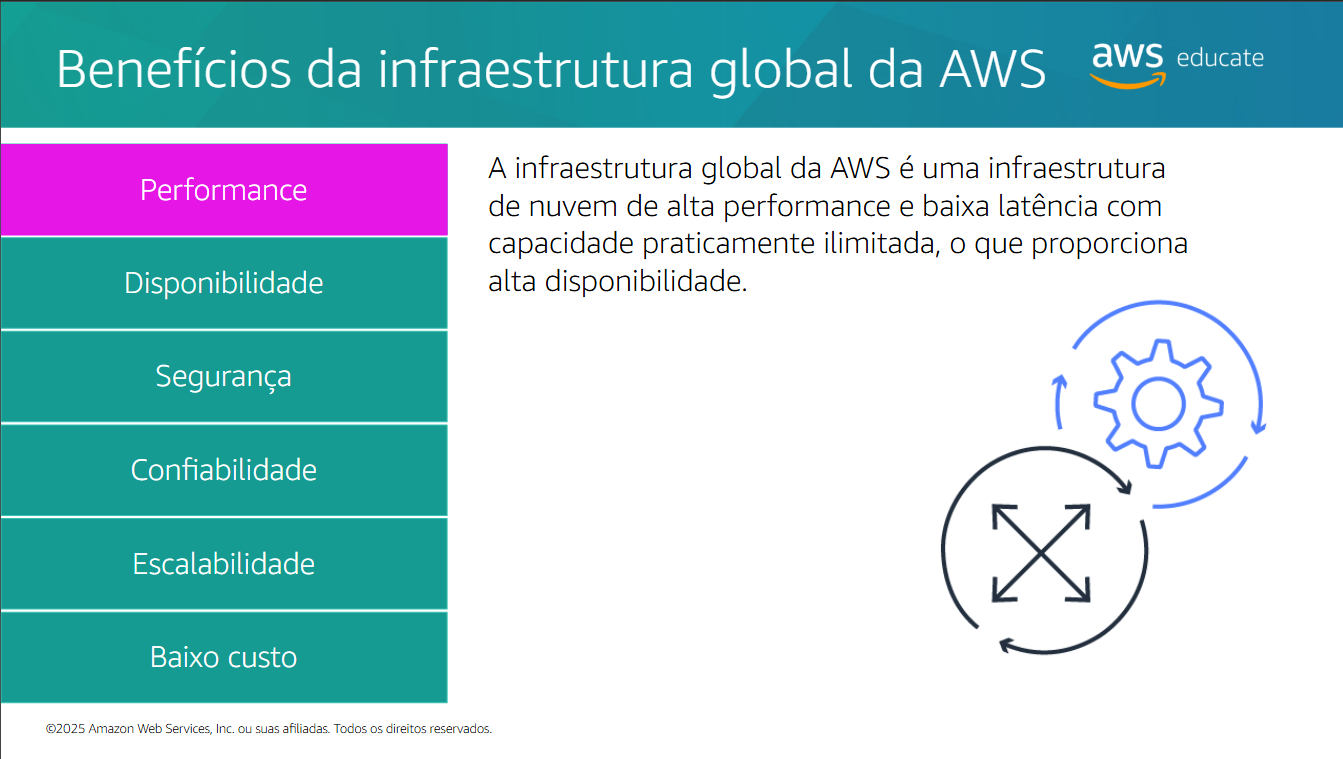 Benefícios da infraestrutura global da AWS
aws educate
Performance
Disponibilidade
Segurança
Confiabilidade
Escalabilidade
Baixo custo
A infraestrutura global da AWS é uma infraestrutura
de nuvem de alta performance e baixa latência com
capacidade praticamente ilimitada, o que proporciona
alta disponibilidade.
©2025 Amazon Web Services, Inc. ou suas afiliadas. Todos os direitos reservados.